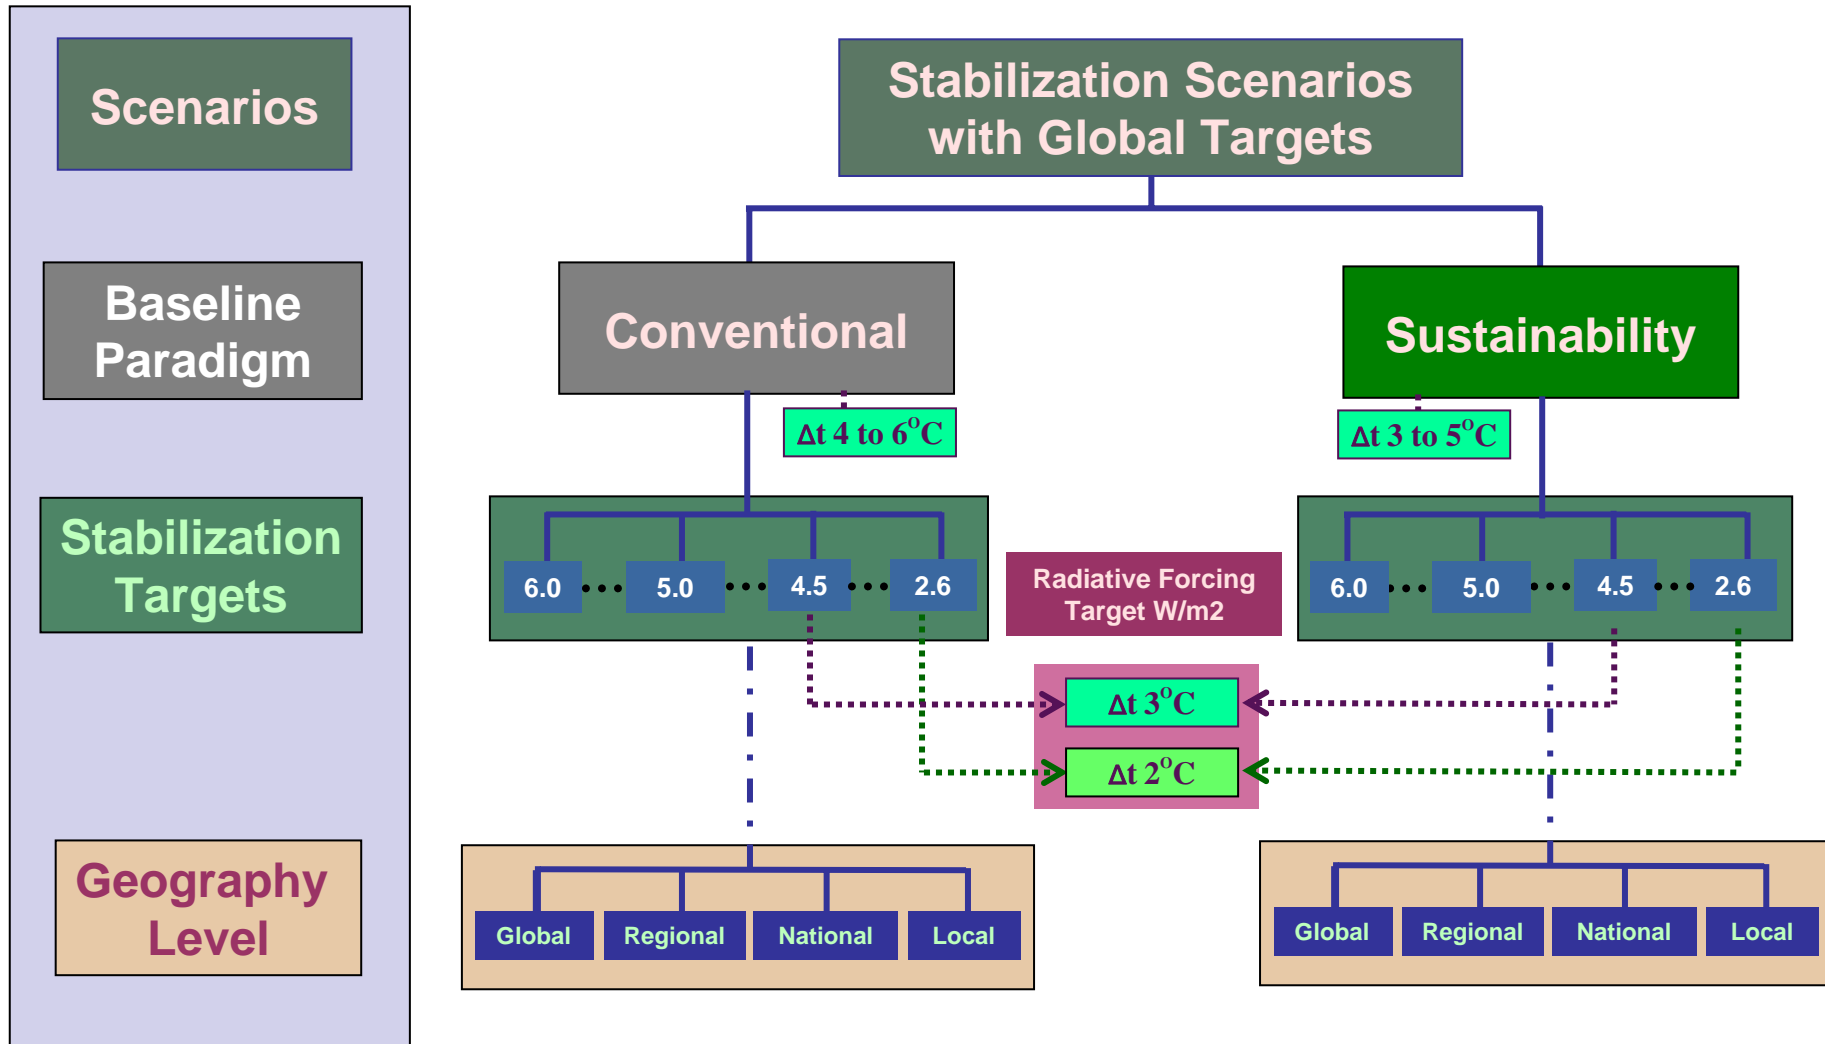 Scenarios
Stabilization Scenarios
with Global Targets
Baseline
Paradigm
Conventional
Sustainability
Δt 4 to 6°C
Δt 3 to 5°C
Stabilization
Targets
6.0
5.0
4.5
2.6
Radiative Forcing
Target W/m2
6.0
5.0
4.5
2.6
Δt 3°C
Δt 2°C
Geography
Level
Global
Regional
National
Local
Global
Regional
National
Local